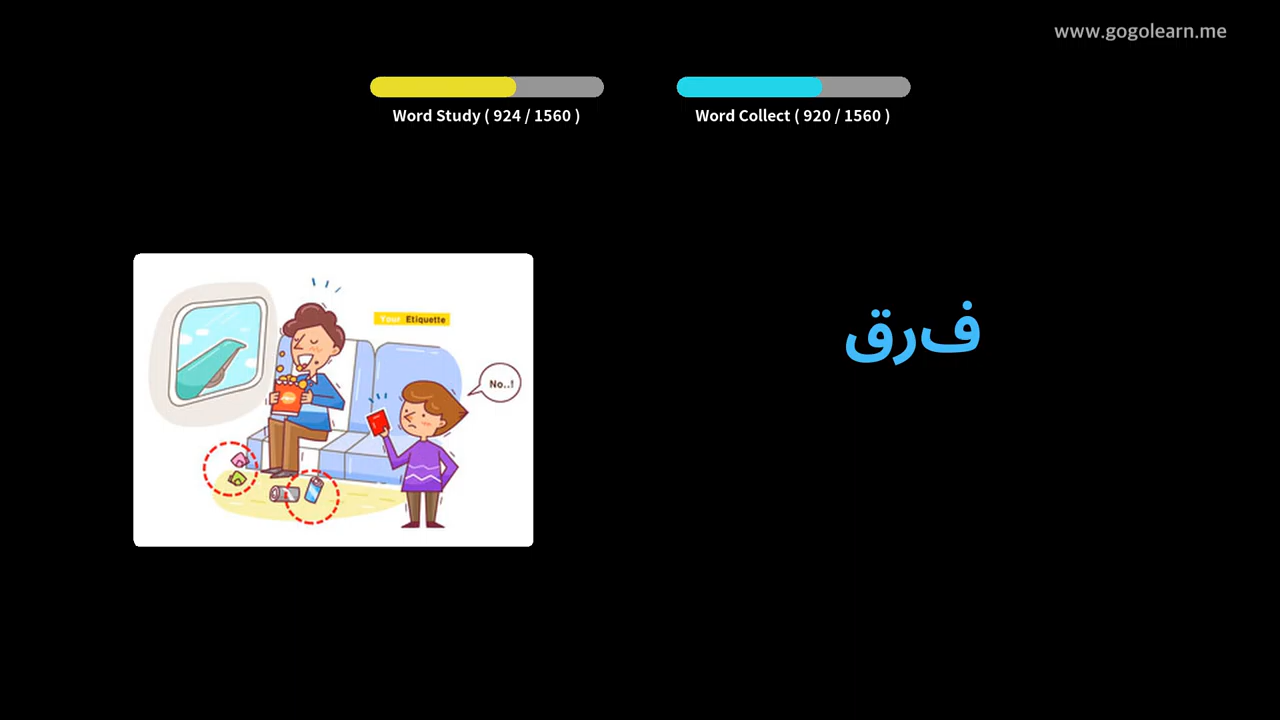 www.gogolearn.me
Word Study ( 924 / 1560 )
Word Collect ( 920 / 1560 )
Your Etiquette
No..!
فرق